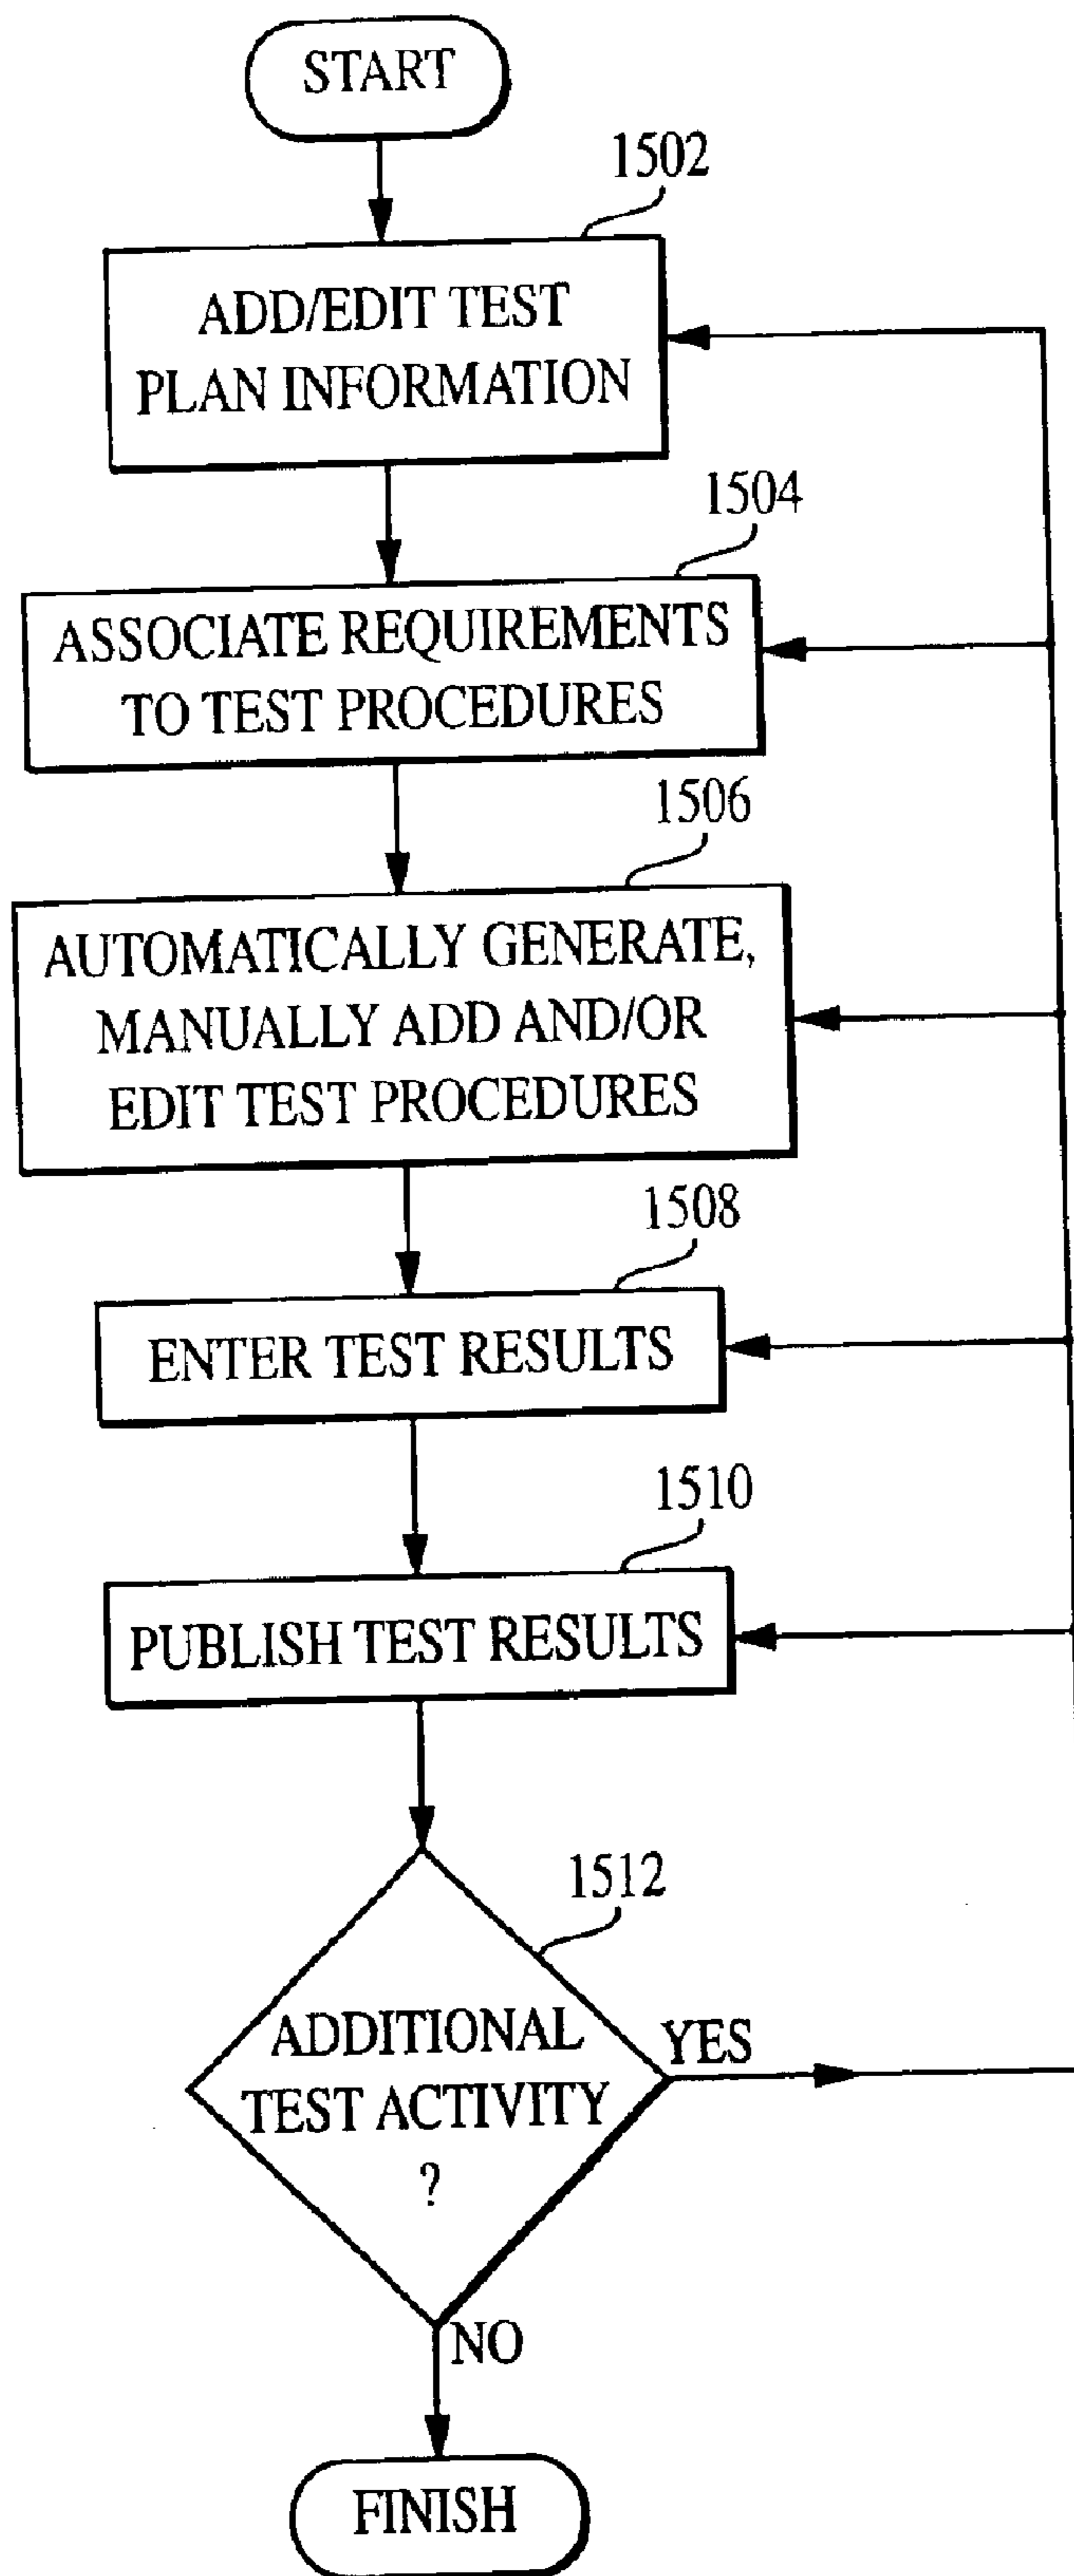 START
1502
ADD/EDIT TEST
PLAN INFORMATION
1504
ASSOCIATE REQUIREMENTS
TO TEST PROCEDURES
1506
AUTOMATICALLY GENERATE,
MANUALLY ADD AND/OR
EDIT TEST PROCEDURES
1508
ENTER TEST RESULTS
1510
PUBLISH TEST RESULTS
1512
ADDITIONAL
TEST ACTIVITY
?
YES
NO
FINISH